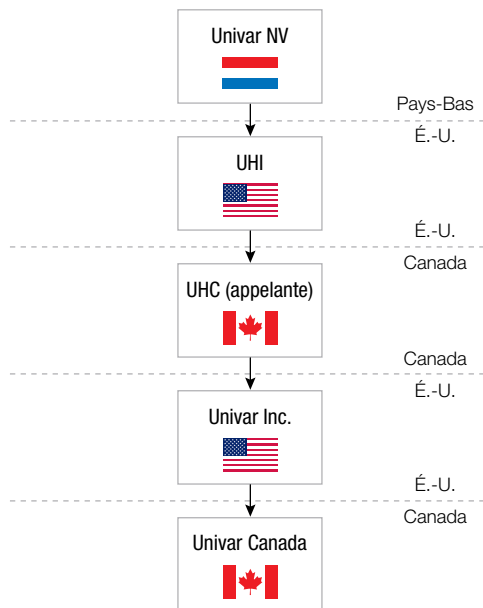 Univar NV
Pays-Bas
É.-U.
UHI
É.-U.
Canada
UHC (appelante)
Canada
É.-U.
Univar Inc.
É.-U.
Canada
Univar Canada